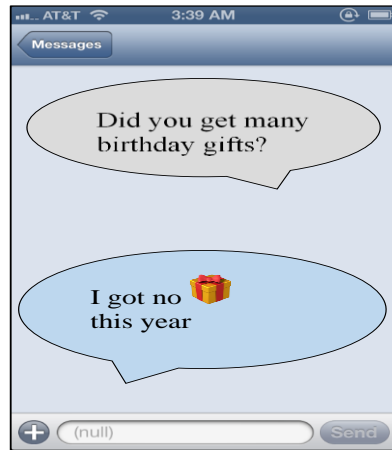 AT&T 3:39 AM
Messages
Did you get many
birthday gifts?
I got no 🎁
this year
(null)
Send